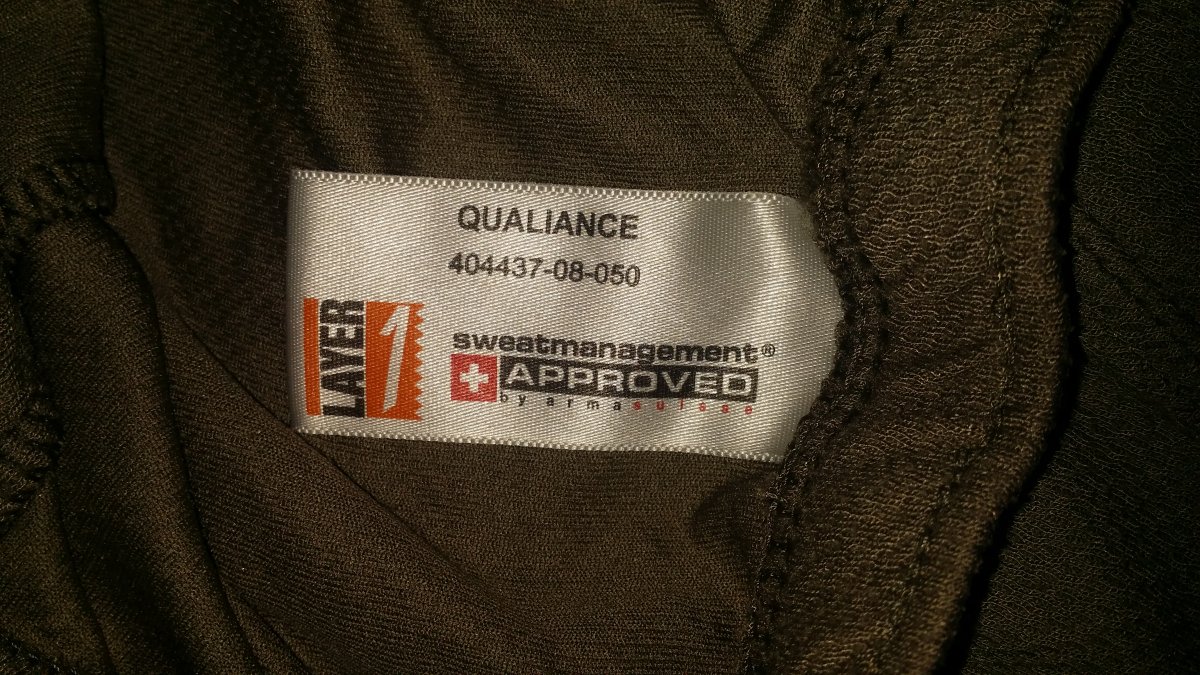 QUALIANCE
404437-08-050
LAYER 1
sweatmanagement®
APPROVED
by armasuisse